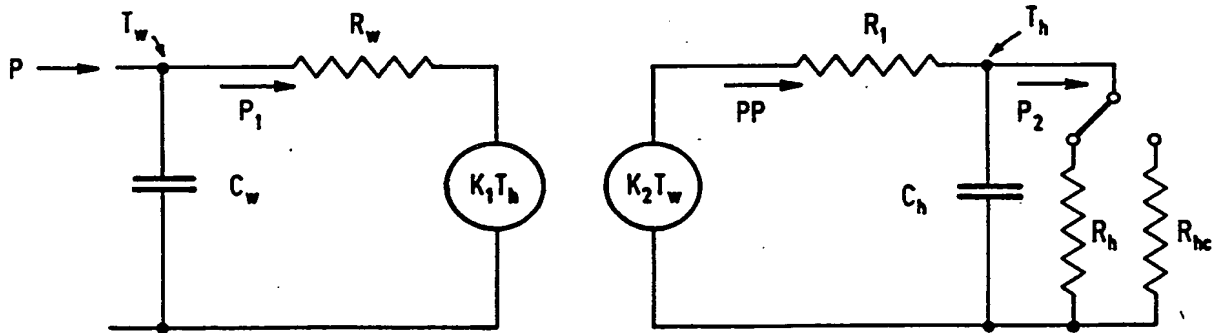 T_w
R_w
P
P_1
C_w
K_1T_h
R_1
T_h
PP
P_2
K_2T_w
C_h
R_h
R_hc